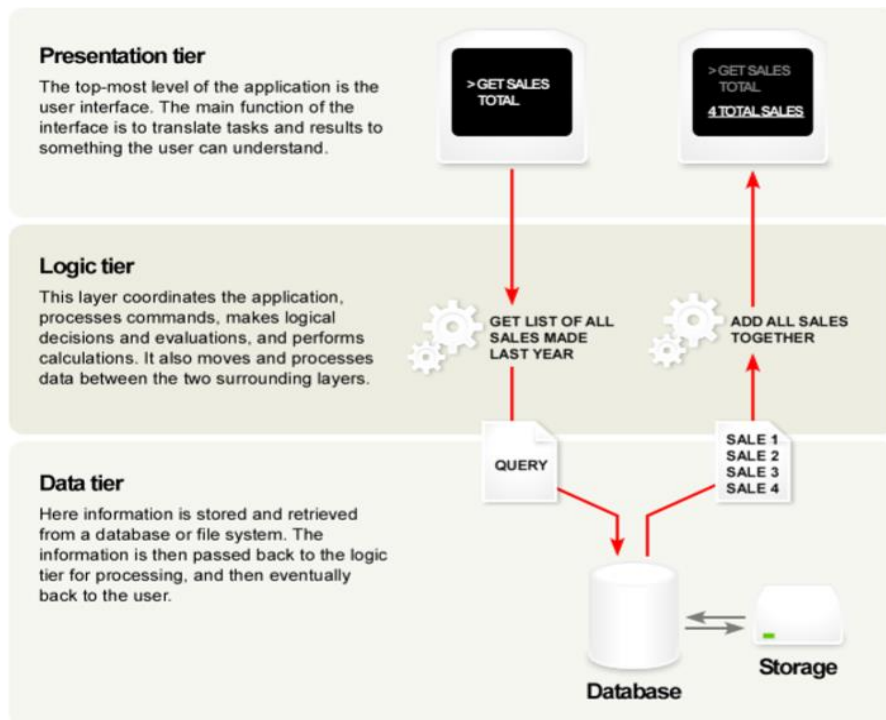 Presentation tier
The top-most level of the application is the
user interface. The main function of the
interface is to translate tasks and results to
something the user can understand.
> GET SALES
TOTAL
> GET SALES
TOTAL
4 TOTAL SALES
Logic tier
This layer coordinates the application,
processes commands, makes logical
decisions and evaluations, and performs
calculations. It also moves and processes
data between the two surrounding layers.
GET LIST OF ALL
SALES MADE
LAST YEAR
ADD ALL SALES
TOGETHER
Data tier
Here information is stored and retrieved
from a database or file system. The
information is then passed back to the logic
tier for processing, and then eventually
back to the user.
QUERY
SALE 1
SALE 2
SALE 3
SALE 4
Database
Storage